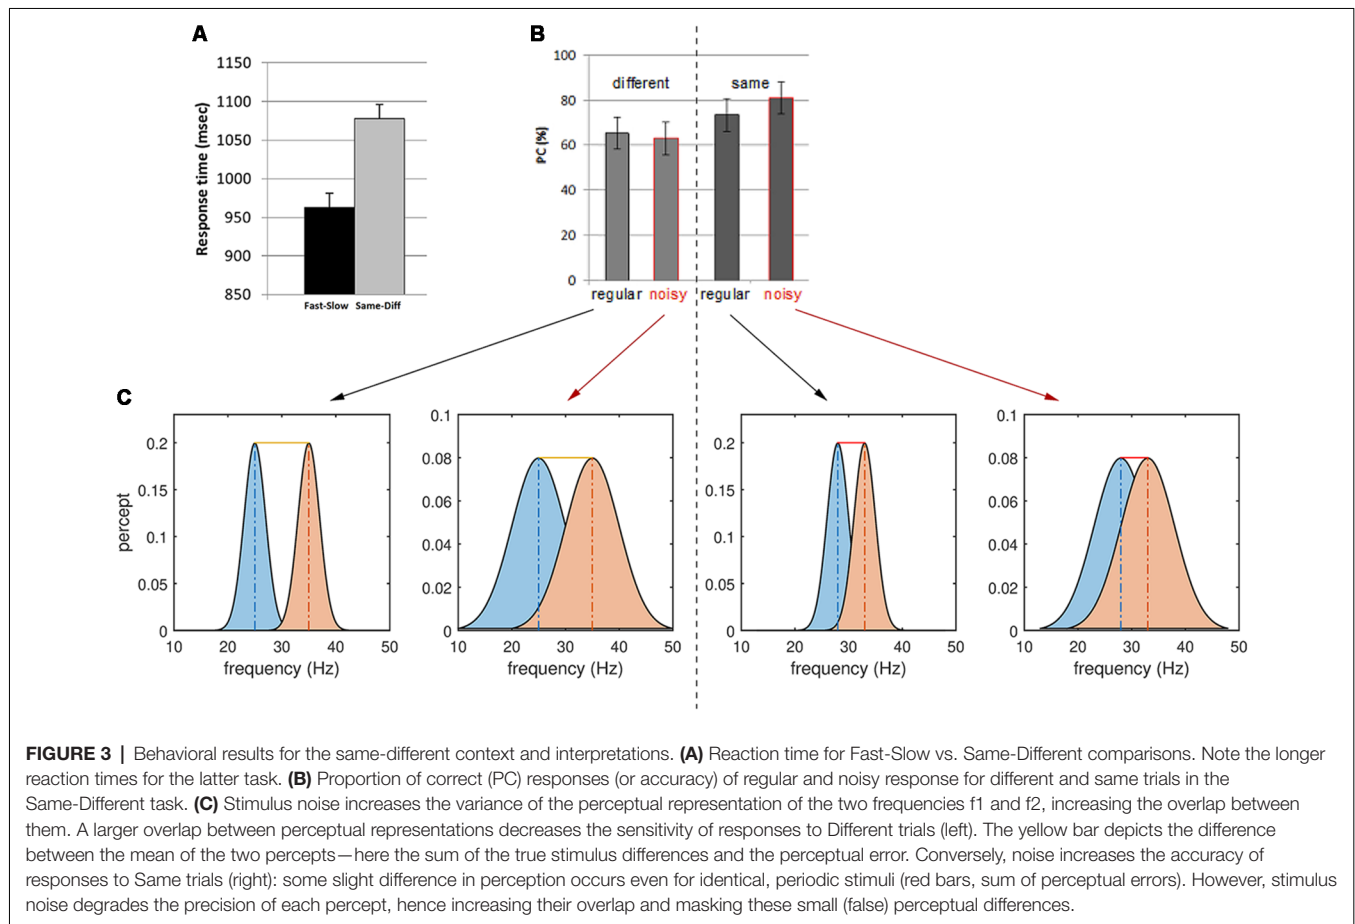 A
B
1150
1100
1050
1000
950
900
850
Response time (msec)
Fast-Slow Same-Diff
100
80
60
40
20
0
PC (%)
different
same
regular noisy regular noisy
C
0.2
0.15
0.1
0.05
0
percept
10 20 30 40 50
frequency (Hz)
0.1
0.08
0.06
0.04
0.02
0
10 20 30 40 50
frequency (Hz)
0.2
0.15
0.1
0.05
0
10 20 30 40 50
frequency (Hz)
0.1
0.08
0.06
0.04
0.02
0
10 20 30 40 50
frequency (Hz)
FIGURE 3 | Behavioral results for the same-different context and interpretations. (A) Reaction time for Fast-Slow vs. Same-Different comparisons. Note the longer
reaction times for the latter task. (B) Proportion of correct (PC) responses (or accuracy) of regular and noisy response for different and same trials in the
Same-Different task. (C) Stimulus noise increases the variance of the perceptual representation of the two frequencies f1 and f2, increasing the overlap between
them. A larger overlap between perceptual representations decreases the sensitivity of responses to Different trials (left). The yellow bar depicts the difference
between the mean of the two percepts—here the sum of the true stimulus differences and the perceptual error. Conversely, noise increases the accuracy of
responses to Same trials (right): some slight difference in perception occurs even for identical, periodic stimuli (red bars, sum of perceptual errors). However, stimulus
noise degrades the precision of each percept, hence increasing their overlap and masking these small (false) perceptual differences.